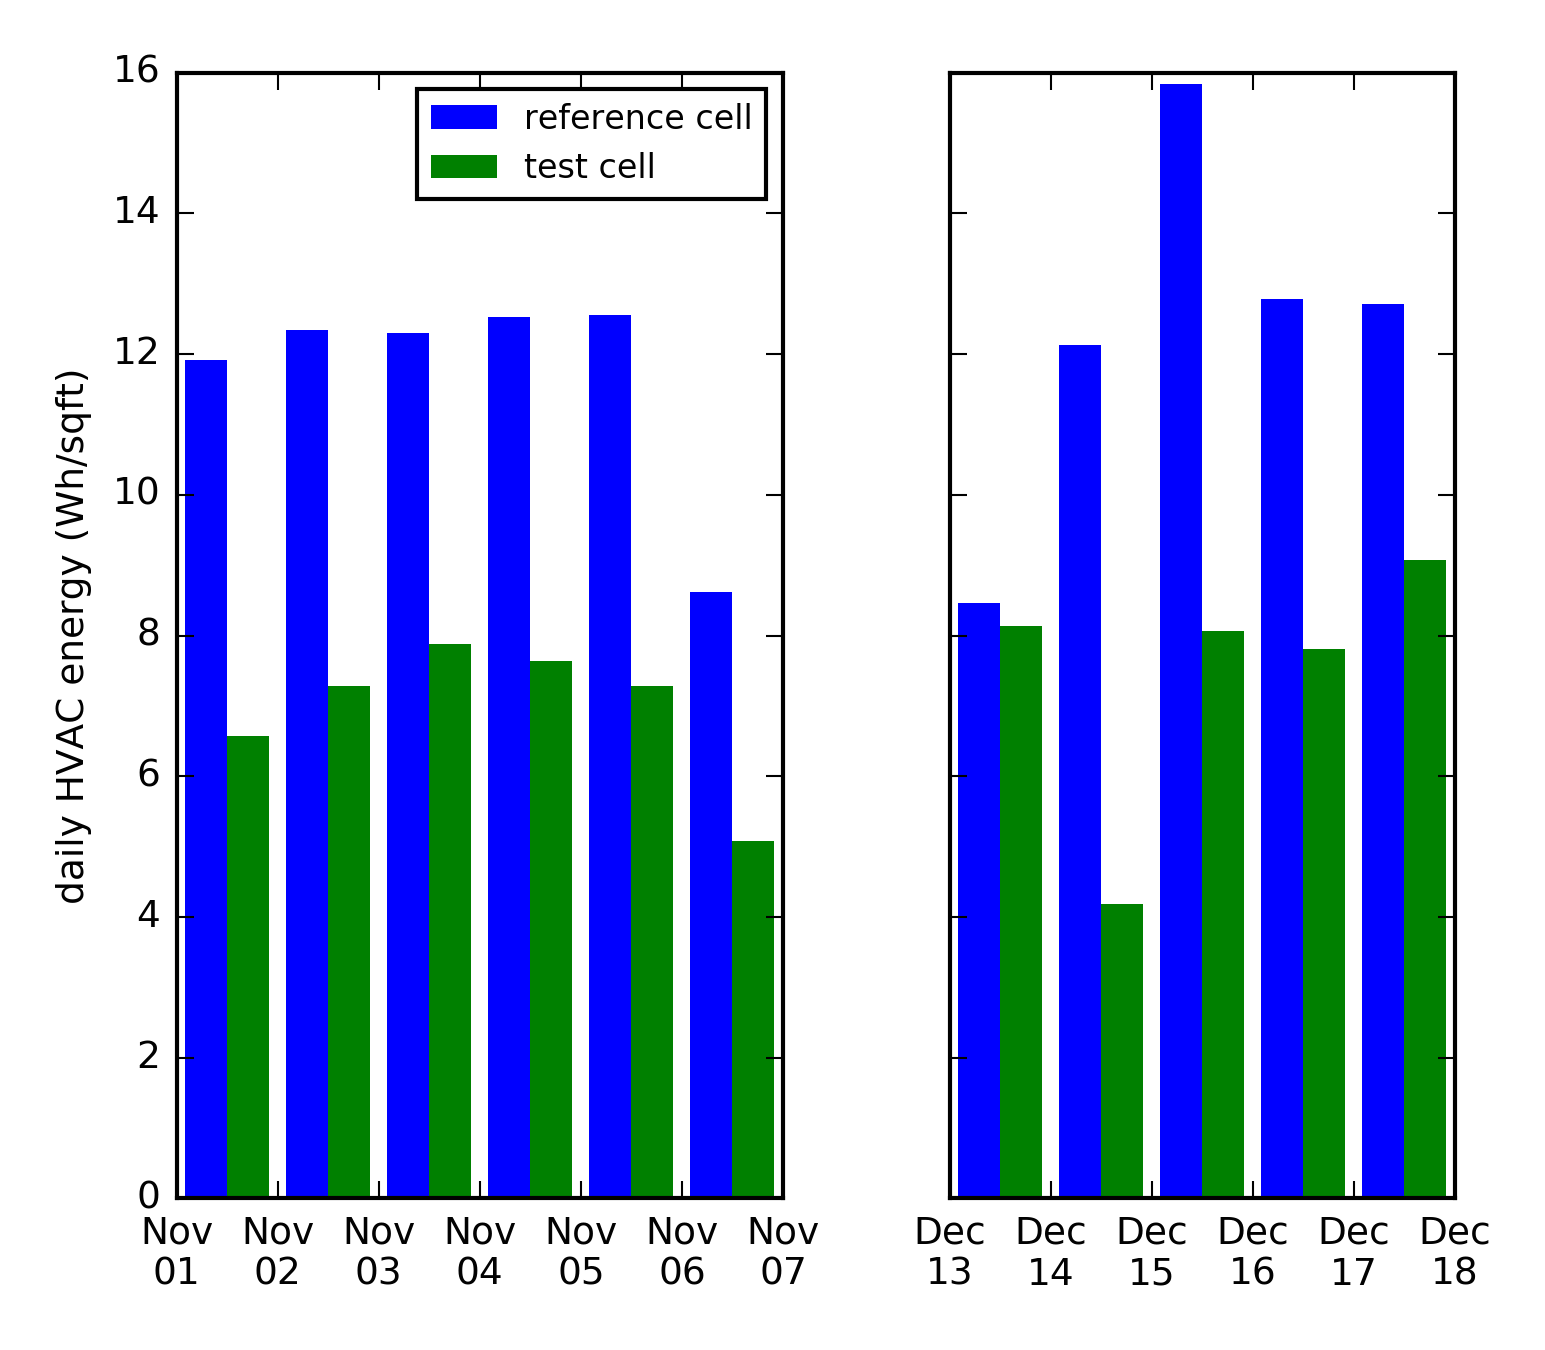 daily HVAC energy (Wh/sqft)
16
14
12
10
8
6
4
2
0
reference cell
test cell
Nov Nov Nov Nov Nov Nov Nov
01 02 03 04 05 06 07
Dec Dec Dec Dec Dec Dec
13 14 15 16 17 18